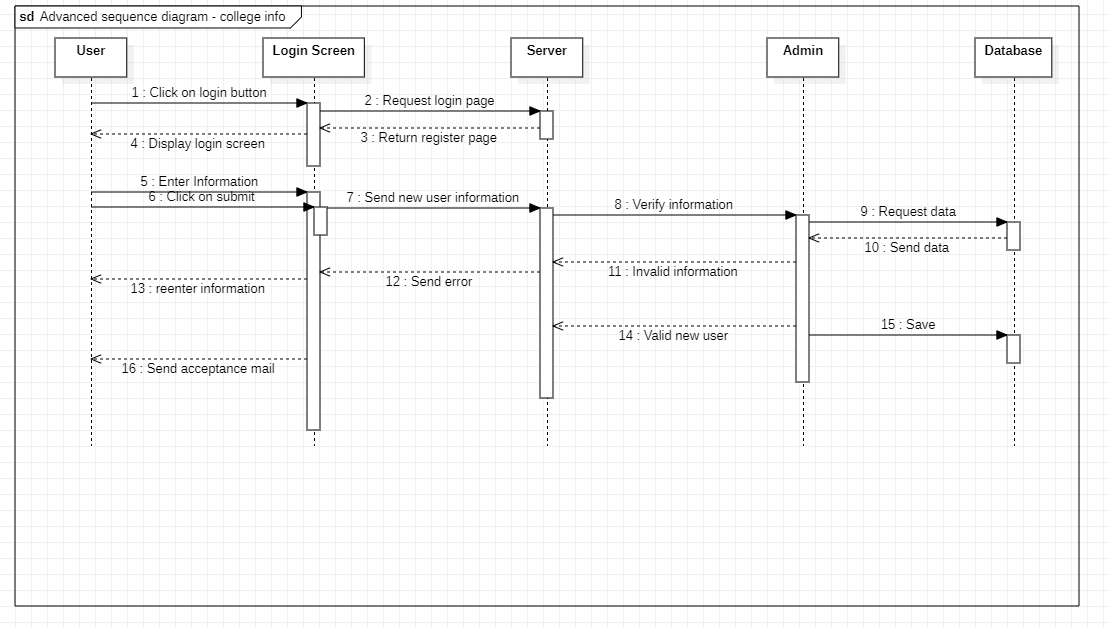 sd Advanced sequence diagram - college info
User
Login Screen
Server
Admin
Database
1 : Click on login button
2 : Request login page
3 : Return register page
4 : Display login screen
5 : Enter Information
6 : Click on submit
7 : Send new user information
8 : Verify information
9 : Request data
10 : Send data
11 : Invalid information
12 : Send error
13 : reenter information
14 : Valid new user
15 : Save
16 : Send acceptance mail